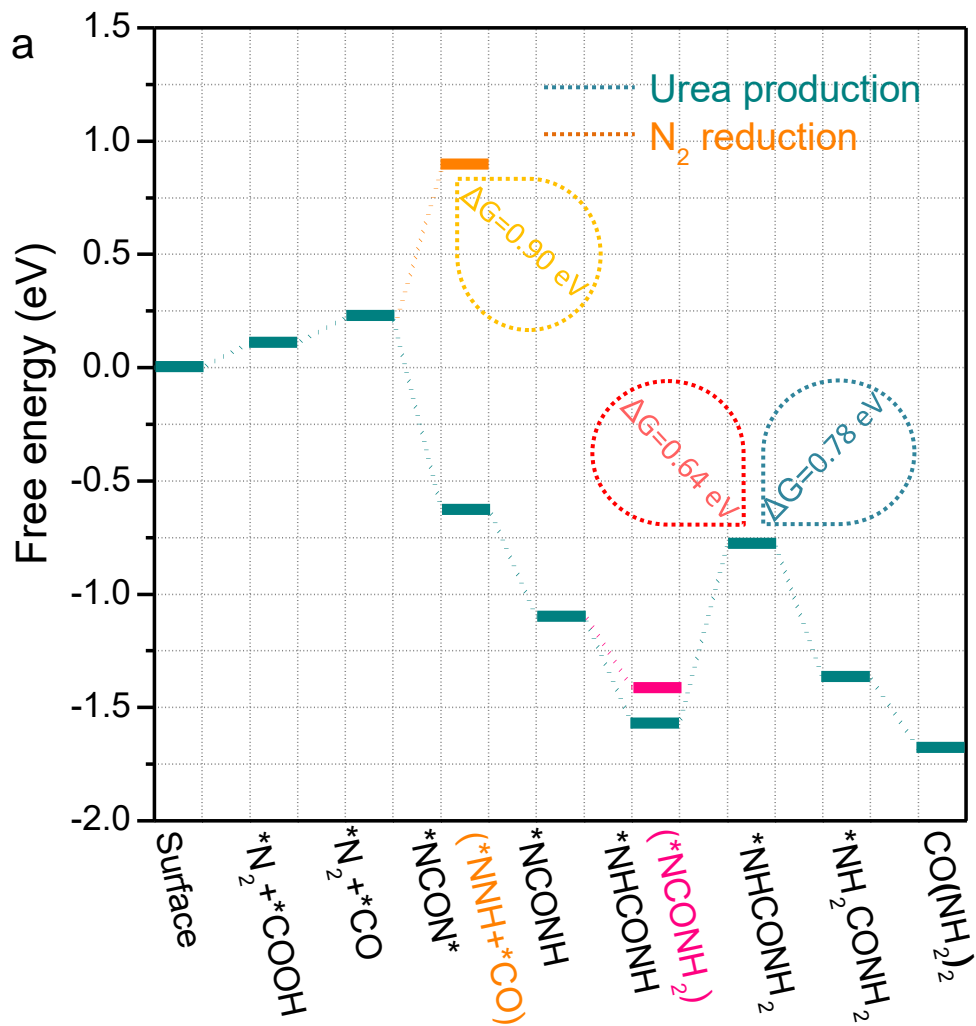 a
Urea production
N₂ reduction
ΔG=0.90 eV
ΔG=0.64 eV
ΔG=0.78 eV
Free energy (eV)
1.5
1.0
0.5
0.0
-0.5
-1.0
-1.5
-2.0
Surface
*N₂+*COOH
*N₂+*CO
*NCON*
(*NNH+*CO)
*NCONH
*NHCONH
(*NCONH₂)
*NHCONH₂
*NH₂CONH₂
CO(NH₂)₂